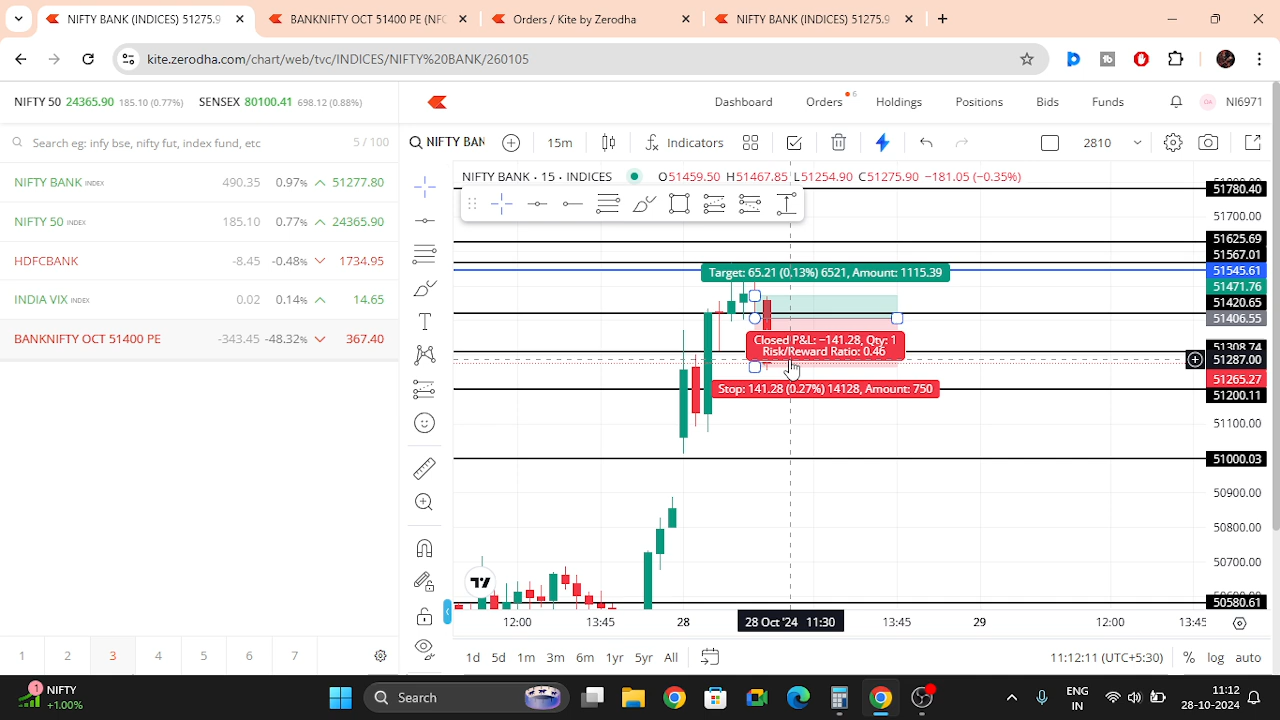 NIFTY BANK (INDICES) 51275.9
BANKNIFTY OCT 51400 PE (NFC
Orders / Kite by Zerodha
NIFTY BANK (INDICES) 51275.9
kite.zerodha.com/chart/web/tvc/INDICES/NIFTY%20BANK/260105
NIFTY 50 24365.90 185.10 (0.77%) SENSEX 80100.41 698.12 (0.88%)
Dashboard Orders 6 Holdings Positions Bids Funds NI6971
Search eg: infy bse, nifty fut, index fund, etc 5 / 100
NIFTY BAN 15m Indicators 2810
NIFTY BANK INDEX 490.35 0.97% 51277.80
NIFTY 50 INDEX 185.10 0.77% 24365.90
HDFCBANK -8.45 -0.48% 1734.95
INDIA VIX INDEX 0.02 0.14% 14.65
BANKNIFTY OCT 51400 PE -343.45 -48.32% 367.40
NIFTY BANK · 15 · INDICES O51459.50 H51467.85 L51254.90 C51275.90 −181.05 (−0.35%)
Target: 65.21 (0.13%) 6521, Amount: 1115.39
Closed P&L: −141.28, Qty: 1
Risk/Reward Ratio: 0.46
Stop: 141.28 (0.27%) 14128, Amount: 750
51780.40
51700.00
51625.69
51567.01
51545.61
51471.76
51420.65
51406.55
51308.74
51287.00
51265.27
51200.11
51100.00
51000.03
50900.00
50800.00
50700.00
50580.61
12:00 13:45 28 28 Oct '24 11:30 13:45 29 12:00 13:45
1 2 3 4 5 6 7
1d 5d 1m 3m 6m 1yr 5yr All
11:12:11 (UTC+5:30) % log auto
1 NIFTY
+1.00%
Search
ENG
IN
11:12
28-10-2024